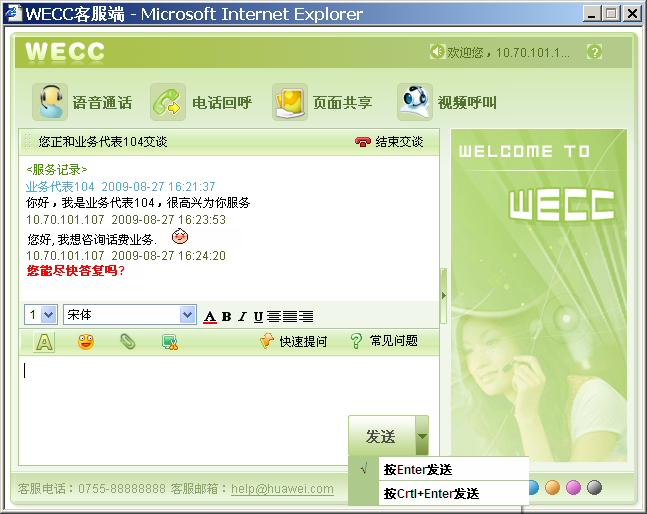 WECC客服端 - Microsoft Internet Explorer
WECC
欢迎您，10.70.101.1...
?
语音通话
电话回呼
页面共享
视频呼叫
您正和业务代表104交谈
结束交谈
<服务记录>
业务代表104 2009-08-27 16:21:37
你好，我是业务代表104，很高兴为你服务
10.70.101.107 2009-08-27 16:23:53
您好,我想咨询话费业务.
10.70.101.107 2009-08-27 16:24:20
您能尽快答复吗?
WELCOME TO
WECC
1
宋体
A B I U
A
快速提问
? 常见问题
发送
√ 按Enter发送
按Crtl+Enter发送
客服电话：0755-88888888 客服邮箱：help@huawei.com